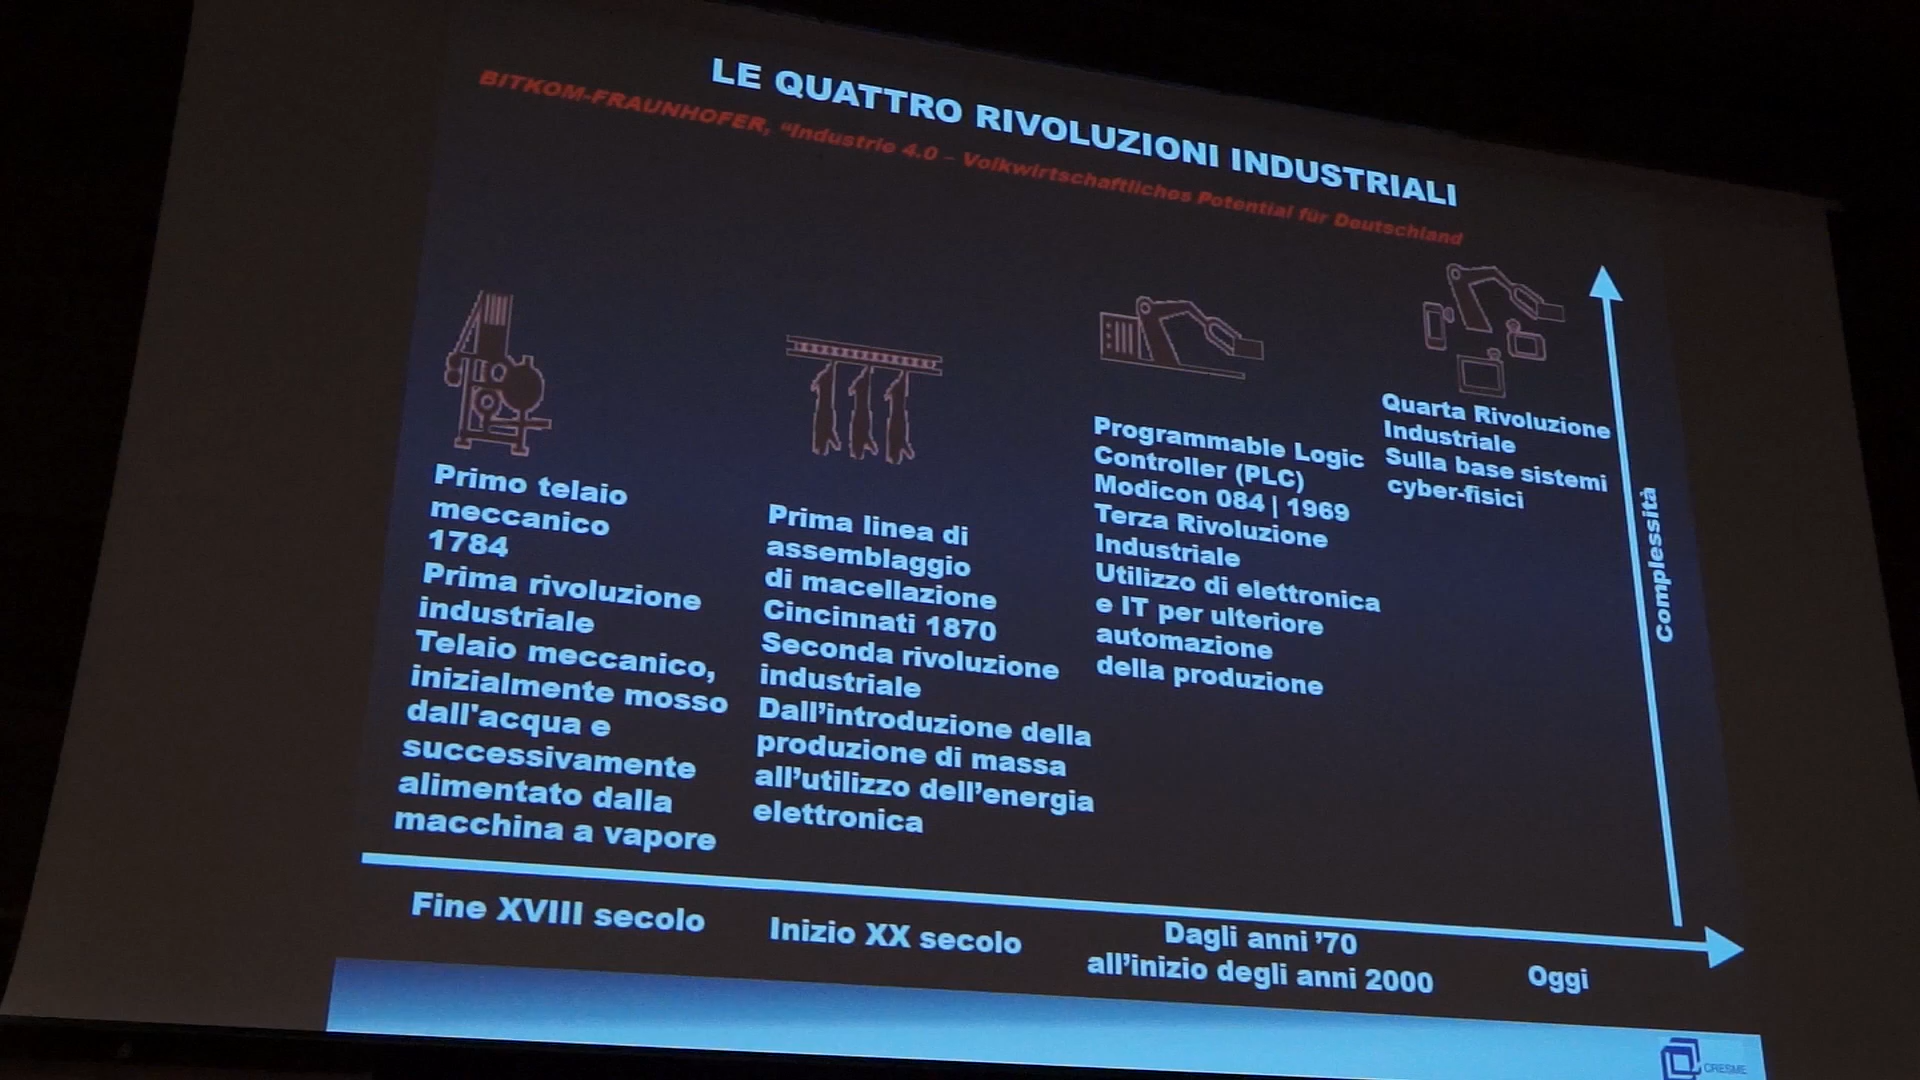 LE QUATTRO RIVOLUZIONI INDUSTRIALI
BITKOM-FRAUNHOFER, “Industrie 4.0 – Volkwirtschaftliches Potential für Deutschland
Primo telaio
meccanico
1784
Prima rivoluzione
industriale
Telaio meccanico,
inizialmente mosso
dall'acqua e
successivamente
alimentato dalla
macchina a vapore
Prima linea di
assemblaggio
di macellazione
Cincinnati 1870
Seconda rivoluzione
industriale
Dall’introduzione della
produzione di massa
all’utilizzo dell’energia
elettronica
Programmable Logic
Controller (PLC)
Modicon 084 | 1969
Terza Rivoluzione
Industriale
Utilizzo di elettronica
e IT per ulteriore
automazione
della produzione
Quarta Rivoluzione
Industriale
Sulla base sistemi
cyber-fisici
Complessità
Fine XVIII secolo
Inizio XX secolo
Dagli anni ’70
all’inizio degli anni 2000
Oggi
CRESME